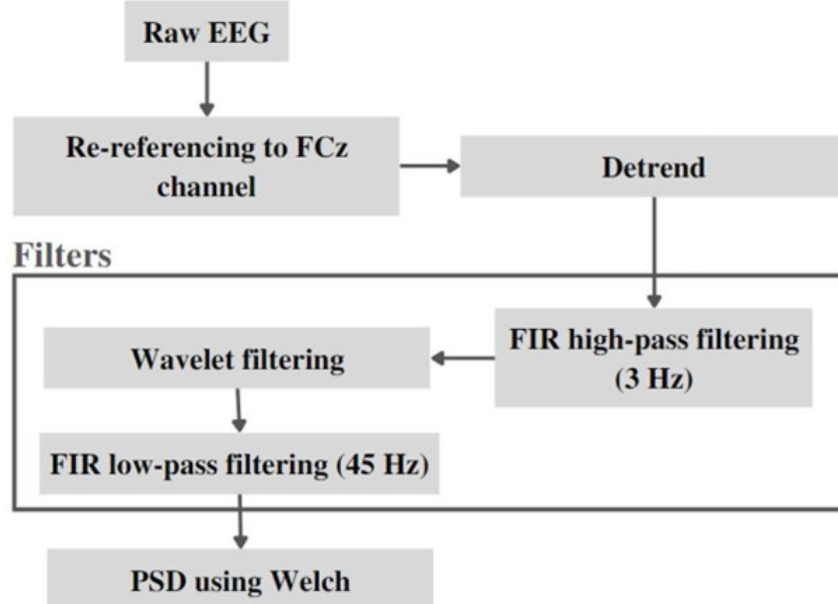 Raw EEG
Re-referencing to FCz
channel
Detrend
Filters
FIR high-pass filtering
(3 Hz)
Wavelet filtering
FIR low-pass filtering (45 Hz)
PSD using Welch